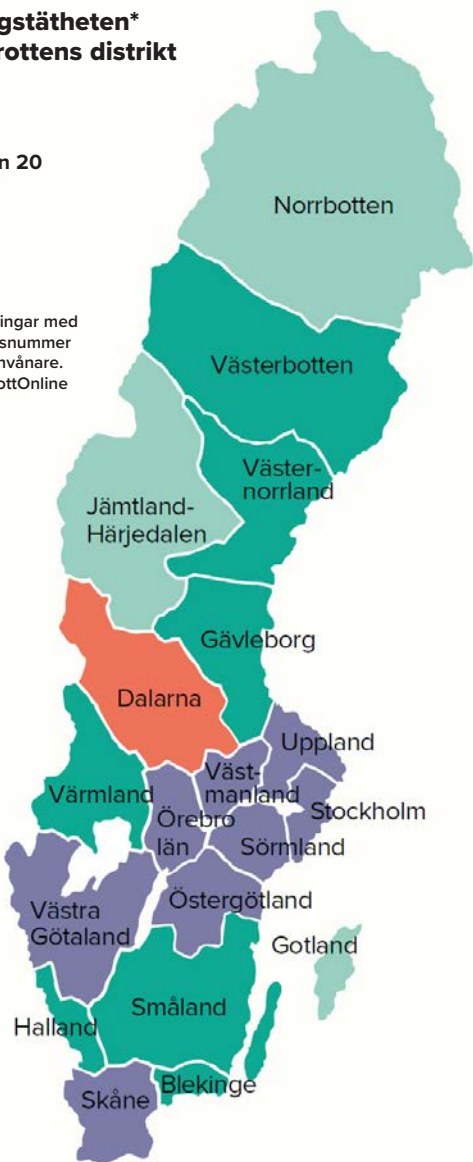 gstätheten*
rottens distrikt
n 20
ingar med
snummer
nvånare.
ottOnline
Norrbotten
Västerbotten
Väster-
norrland
Jämtland-
Härjedalen
Gävleborg
Dalarna
Uppland
Väst-
manland
Värmland
Stockholm
Örebro
län
Sörmland
Östergötland
Västra
Götaland
Gotland
Småland
Halland
Blekinge
Skåne